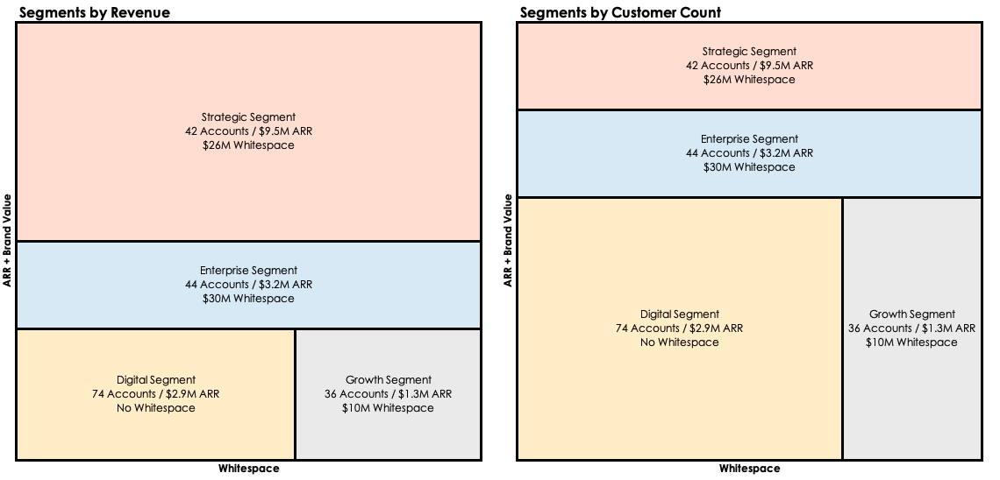 Segments by Revenue
Strategic Segment
42 Accounts / $9.5M ARR
$26M Whitespace
Enterprise Segment
44 Accounts / $3.2M ARR
$30M Whitespace
Digital Segment
74 Accounts / $2.9M ARR
No Whitespace
Growth Segment
36 Accounts / $1.3M ARR
$10M Whitespace
ARR + Brand Value
Whitespace
Segments by Customer Count
Strategic Segment
42 Accounts / $9.5M ARR
$26M Whitespace
Enterprise Segment
44 Accounts / $3.2M ARR
$30M Whitespace
Digital Segment
74 Accounts / $2.9M ARR
No Whitespace
Growth Segment
36 Accounts / $1.3M ARR
$10M Whitespace
ARR + Brand Value
Whitespace